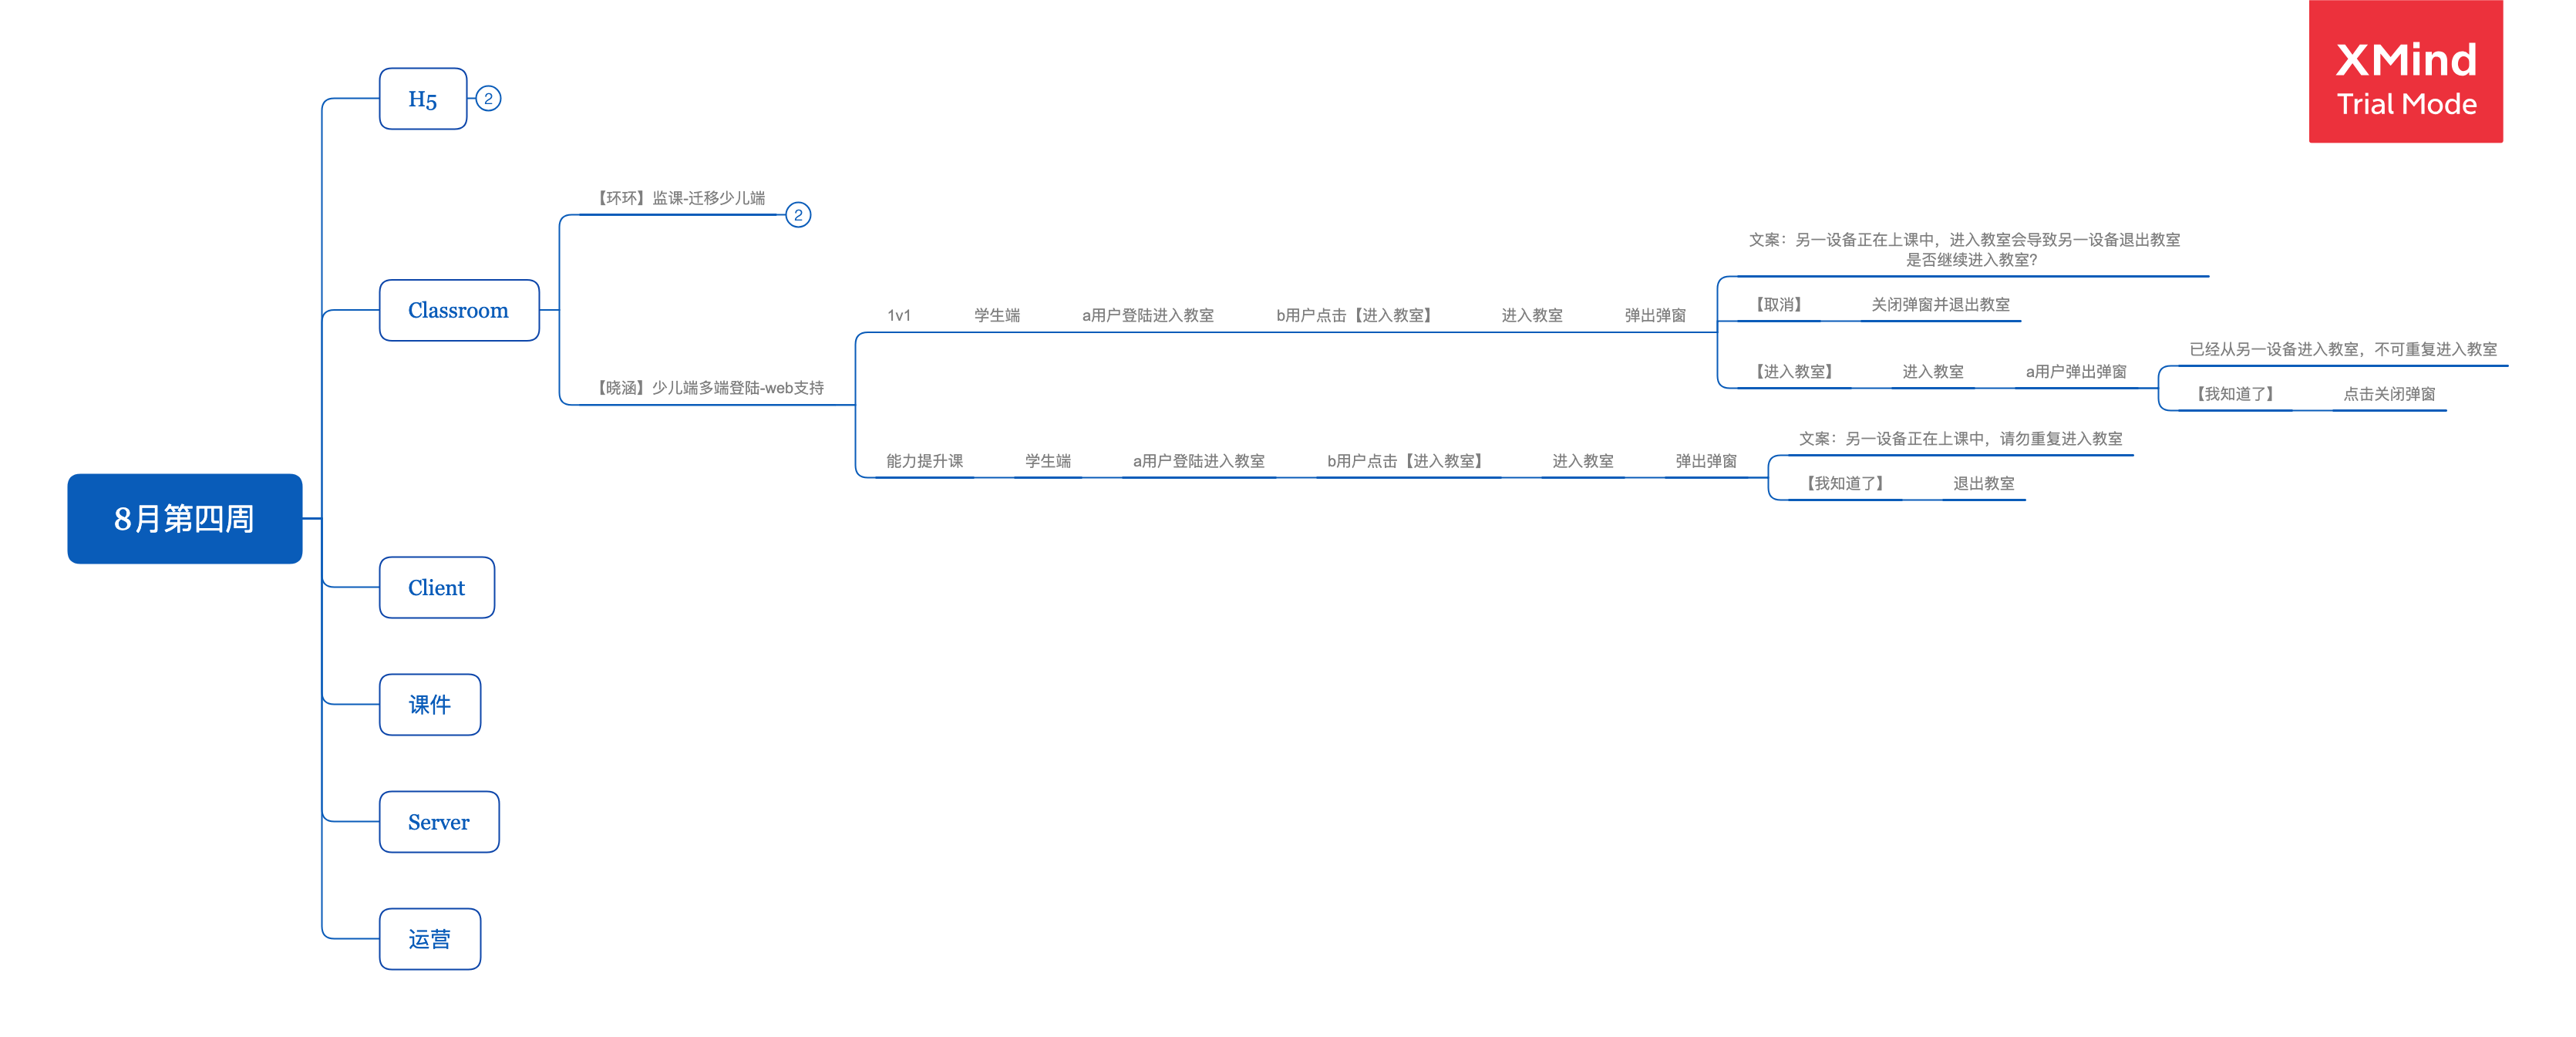 XMind
Trial Mode
8月第四周
H5
2
Classroom
【环环】监课-迁移少儿端
2
【晓涵】少儿端多端登陆-web支持
1v1
学生端
a用户登陆进入教室
b用户点击【进入教室】
进入教室
弹出弹窗
文案：另一设备正在上课中，进入教室会导致另一设备退出教室
是否继续进入教室?
【取消】
关闭弹窗并退出教室
【进入教室】
进入教室
a用户弹出弹窗
已经从另一设备进入教室，不可重复进入教室
【我知道了】
点击关闭弹窗
能力提升课
学生端
a用户登陆进入教室
b用户点击【进入教室】
进入教室
弹出弹窗
文案：另一设备正在上课中，请勿重复进入教室
【我知道了】
退出教室
Client
课件
Server
运营